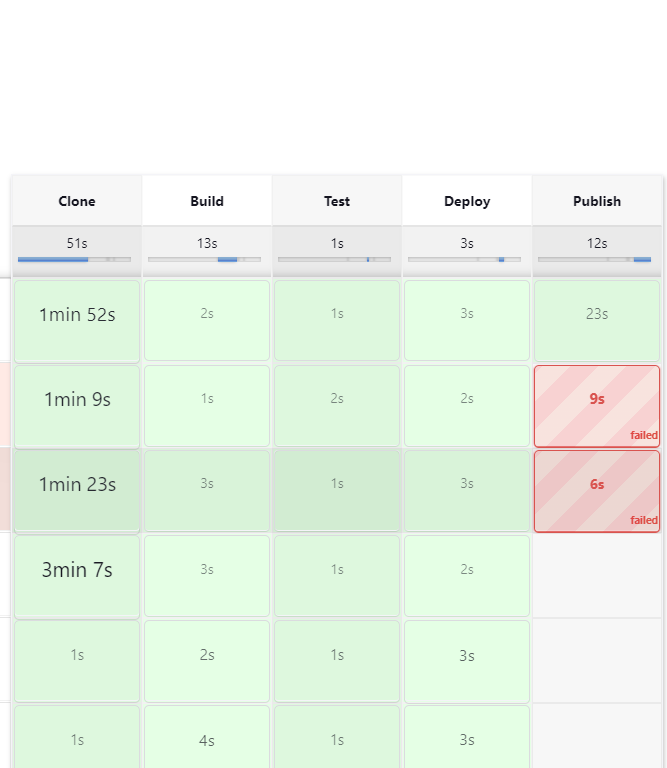 Clone Build Test Deploy Publish
51s 13s 1s 3s 12s
1min 52s 2s 1s 3s 23s
1min 9s 1s 2s 2s 9s
failed
1min 23s 3s 1s 3s 6s
failed
3min 7s 3s 1s 2s
1s 2s 1s 3s
1s 4s 1s 3s